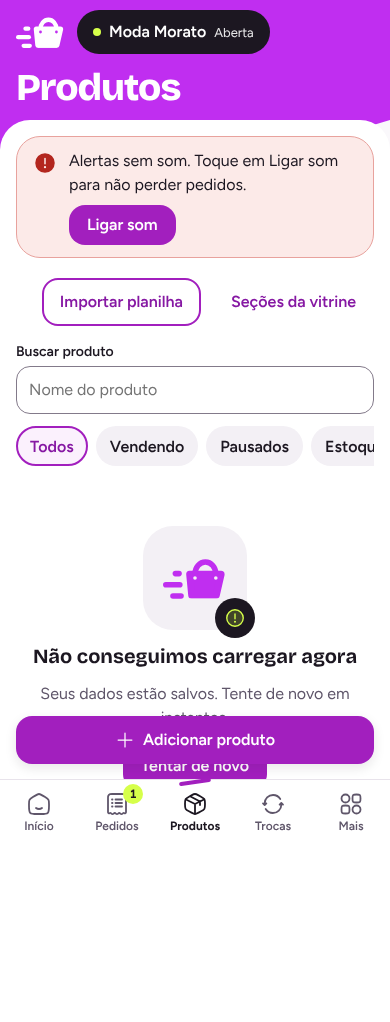 Moda Morato Aberta
Produtos
Alertas sem som. Toque em Ligar som
para não perder pedidos.
Ligar som
Importar planilha
Seções da vitrine
Buscar produto
Nome do produto
Todos
Vendendo
Pausados
Estoqu
Não conseguimos carregar agora
Seus dados estão salvos. Tente de novo em
Adicionar produto
Tentar de novo
1
Início
Pedidos
Produtos
Trocas
Mais